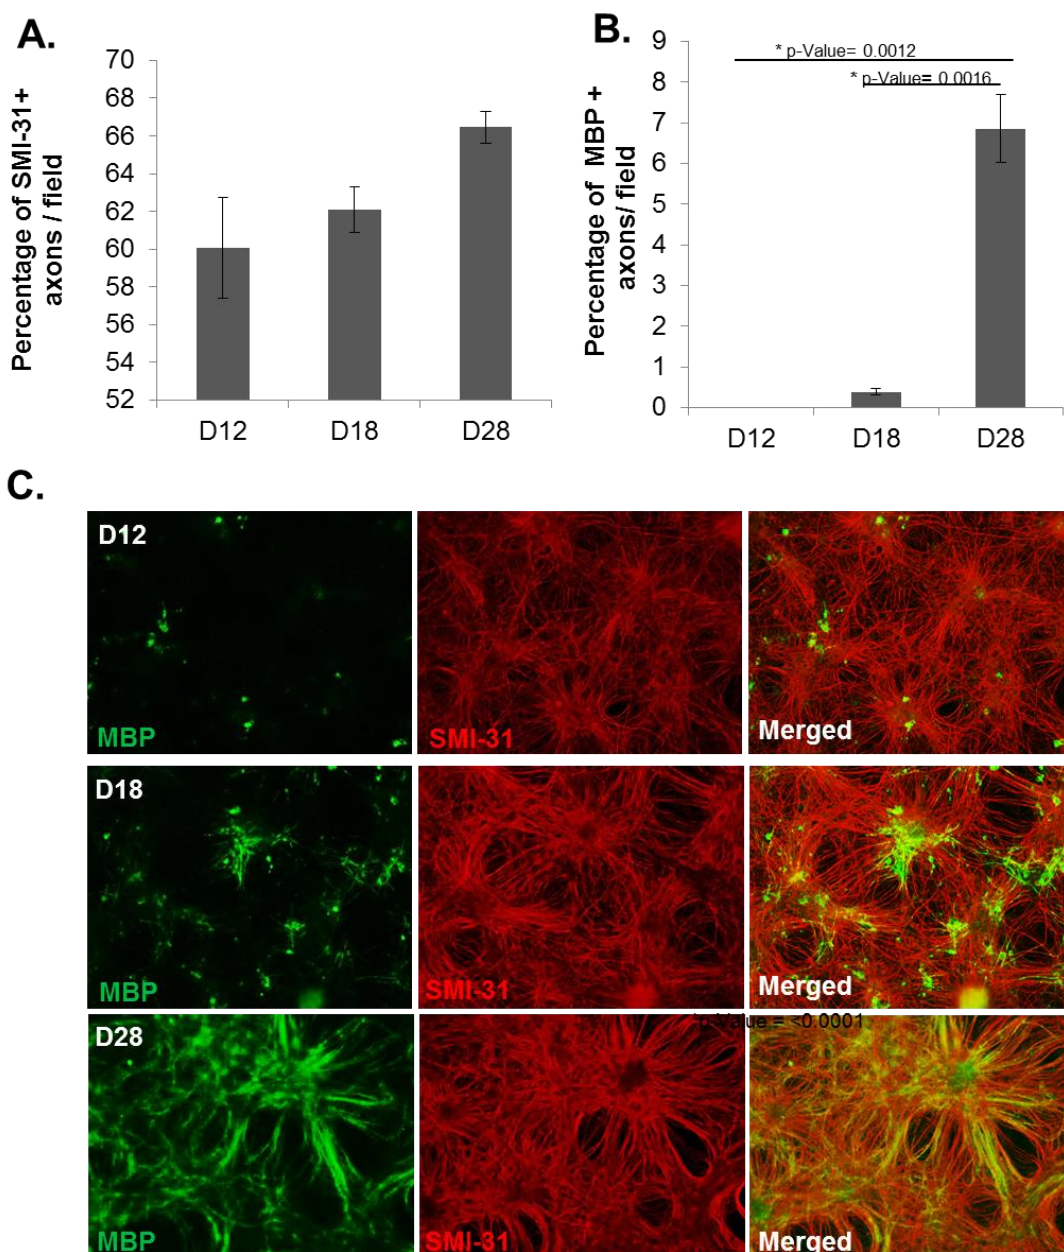 A.
Percentage of SMI-31+
axons / field
70
68
66
64
62
60
58
56
54
52
D12 D18 D28
B.
Percentage of MBP +
axons/ field
9
8
7
6
5
4
3
2
1
0
* p-Value= 0.0012
* p-Value= 0.0016
D12 D18 D28
C.
D12
MBP SMI-31 Merged
D18
MBP SMI-31 Merged
*p-Value = <0.0001
D28
MBP SMI-31 Merged